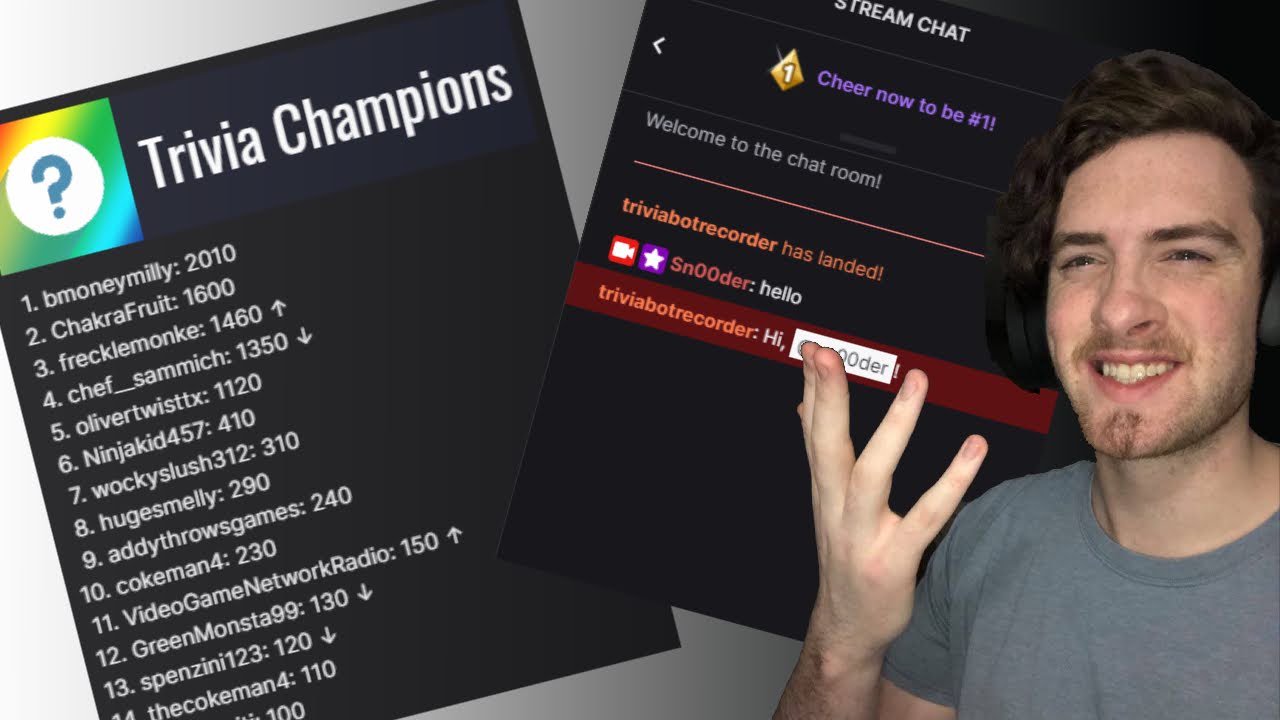 Trivia Champions
1. bmoneymilly: 2010
2. ChakraFruit: 1600
3. frecklemonke: 1460 ↑
4. chef__sammich: 1350 ↓
5. olivertwisttx: 1120
6. Ninjakid457: 410
7. wockyslush312: 310
8. hugesmelly: 290
9. addythrowsgames: 240
10. cokeman4: 230
11. VideoGameNetworkRadio: 150 ↑
12. GreenMonsta99: 130 ↓
13. spenzini123: 120 ↓
14. thecokeman4: 110
100
STREAM CHAT
1
Cheer now to be #1!
Welcome to the chat room!
triviabotrecorder has landed!
Sn00der: hello
triviabotrecorder: Hi, 00der !
?